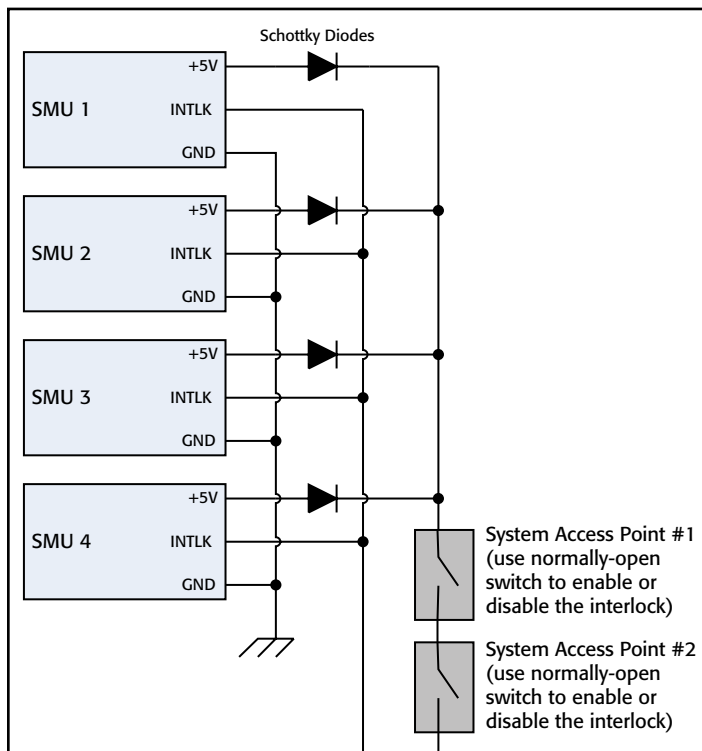 Schottky Diodes
+5V
SMU 1
INTLK
GND
+5V
SMU 2
INTLK
GND
+5V
SMU 3
INTLK
GND
+5V
SMU 4
INTLK
GND
System Access Point #1
(use normally-open
switch to enable or
disable the interlock)
System Access Point #2
(use normally-open
switch to enable or
disable the interlock)